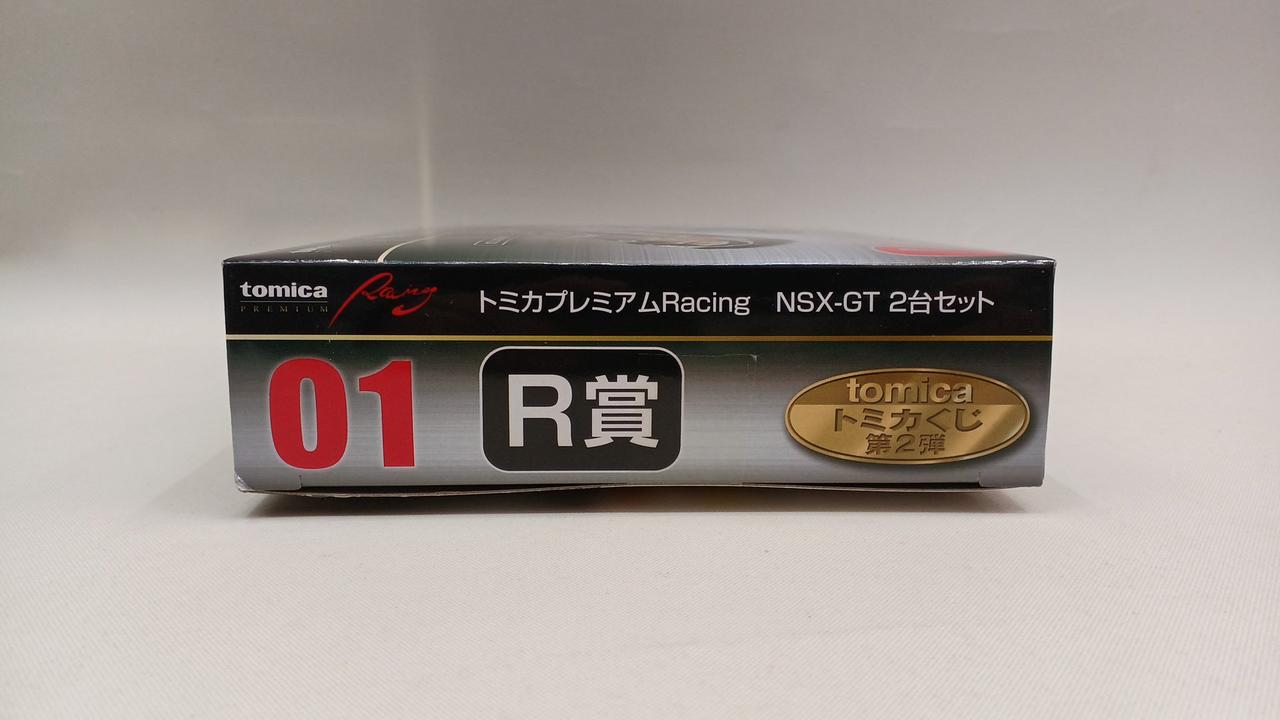 tomica
PREMIUM
Racing
トミカプレミアムRacing NSX-GT 2台セット
01
R賞
tomica
トミカくじ
第2弾